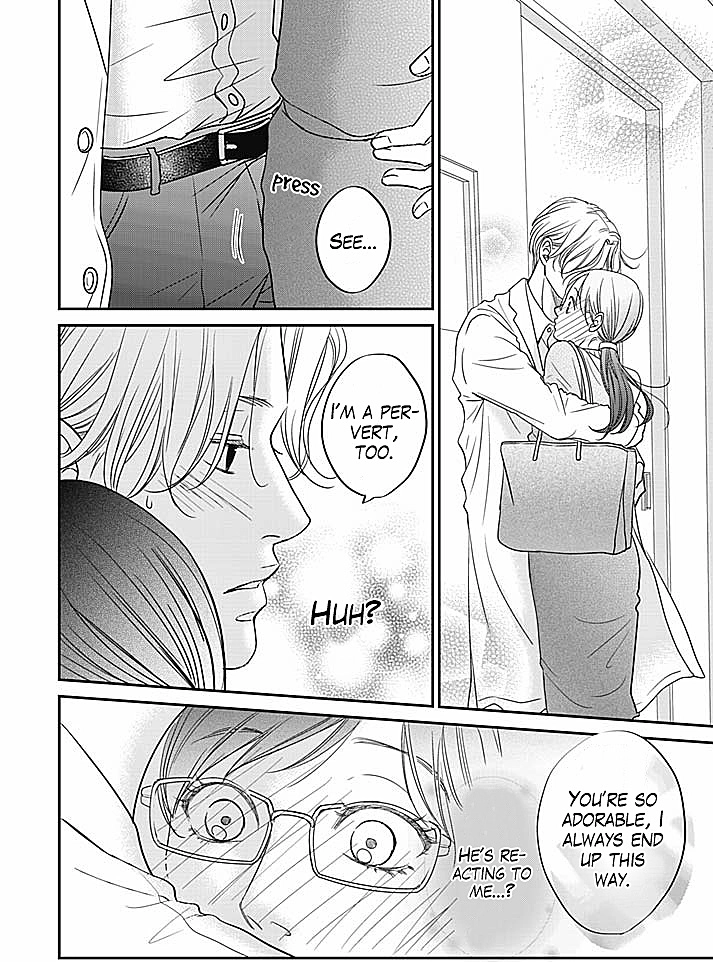 press
SEE...
I'M A PER-
VERT,
TOO.
HUH?
YOU'RE SO
ADORABLE, I
ALWAYS END
UP THIS
WAY.
HE'S RE-
ACTING TO
ME...?